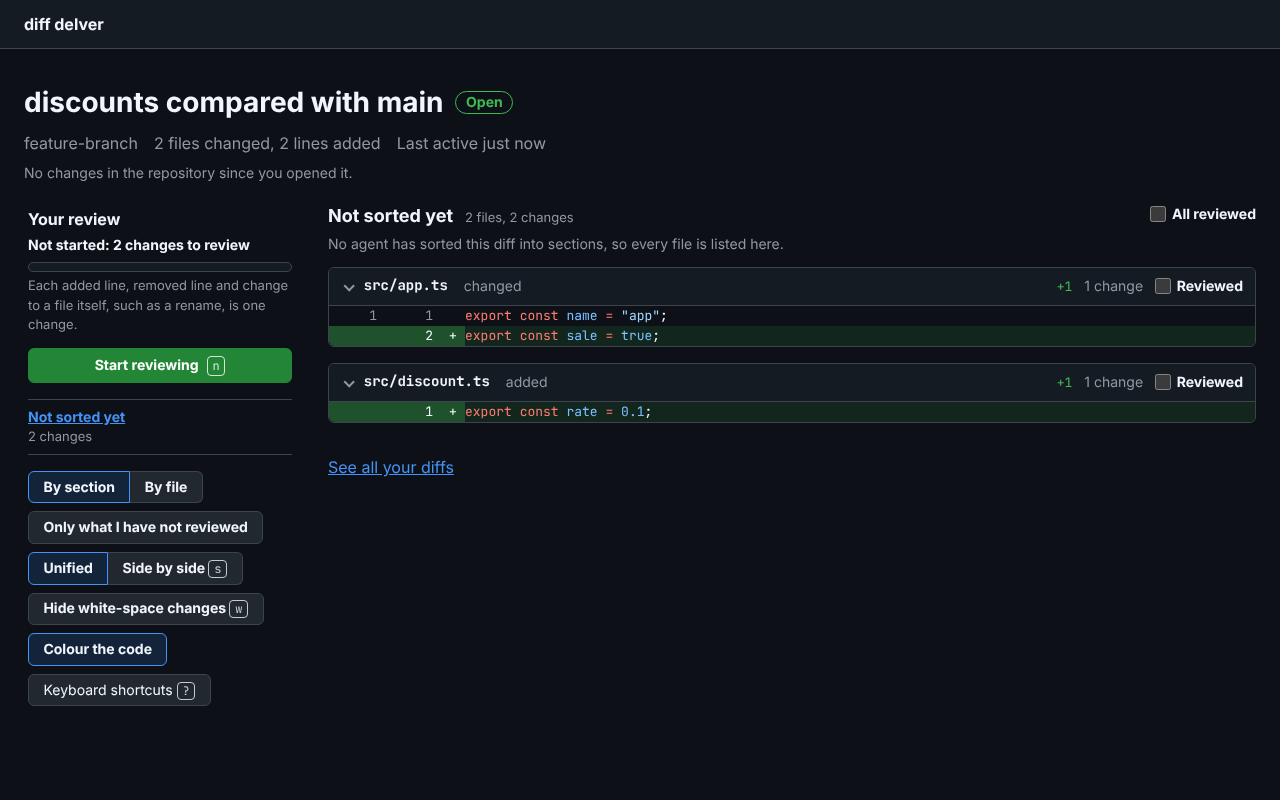 diff delver
discounts compared with main Open
feature-branch 2 files changed, 2 lines added Last active just now
No changes in the repository since you opened it.
Your review
Not started: 2 changes to review
Each added line, removed line and change
to a file itself, such as a rename, is one
change.
Start reviewing n
Not sorted yet
2 changes
By section By file
Only what I have not reviewed
Unified Side by side s
Hide white-space changes w
Colour the code
Keyboard shortcuts ?
Not sorted yet 2 files, 2 changes All reviewed
No agent has sorted this diff into sections, so every file is listed here.
src/app.ts changed +1 1 change Reviewed
1 1 export const name = "app";
2 + export const sale = true;
src/discount.ts added +1 1 change Reviewed
1 + export const rate = 0.1;
See all your diffs